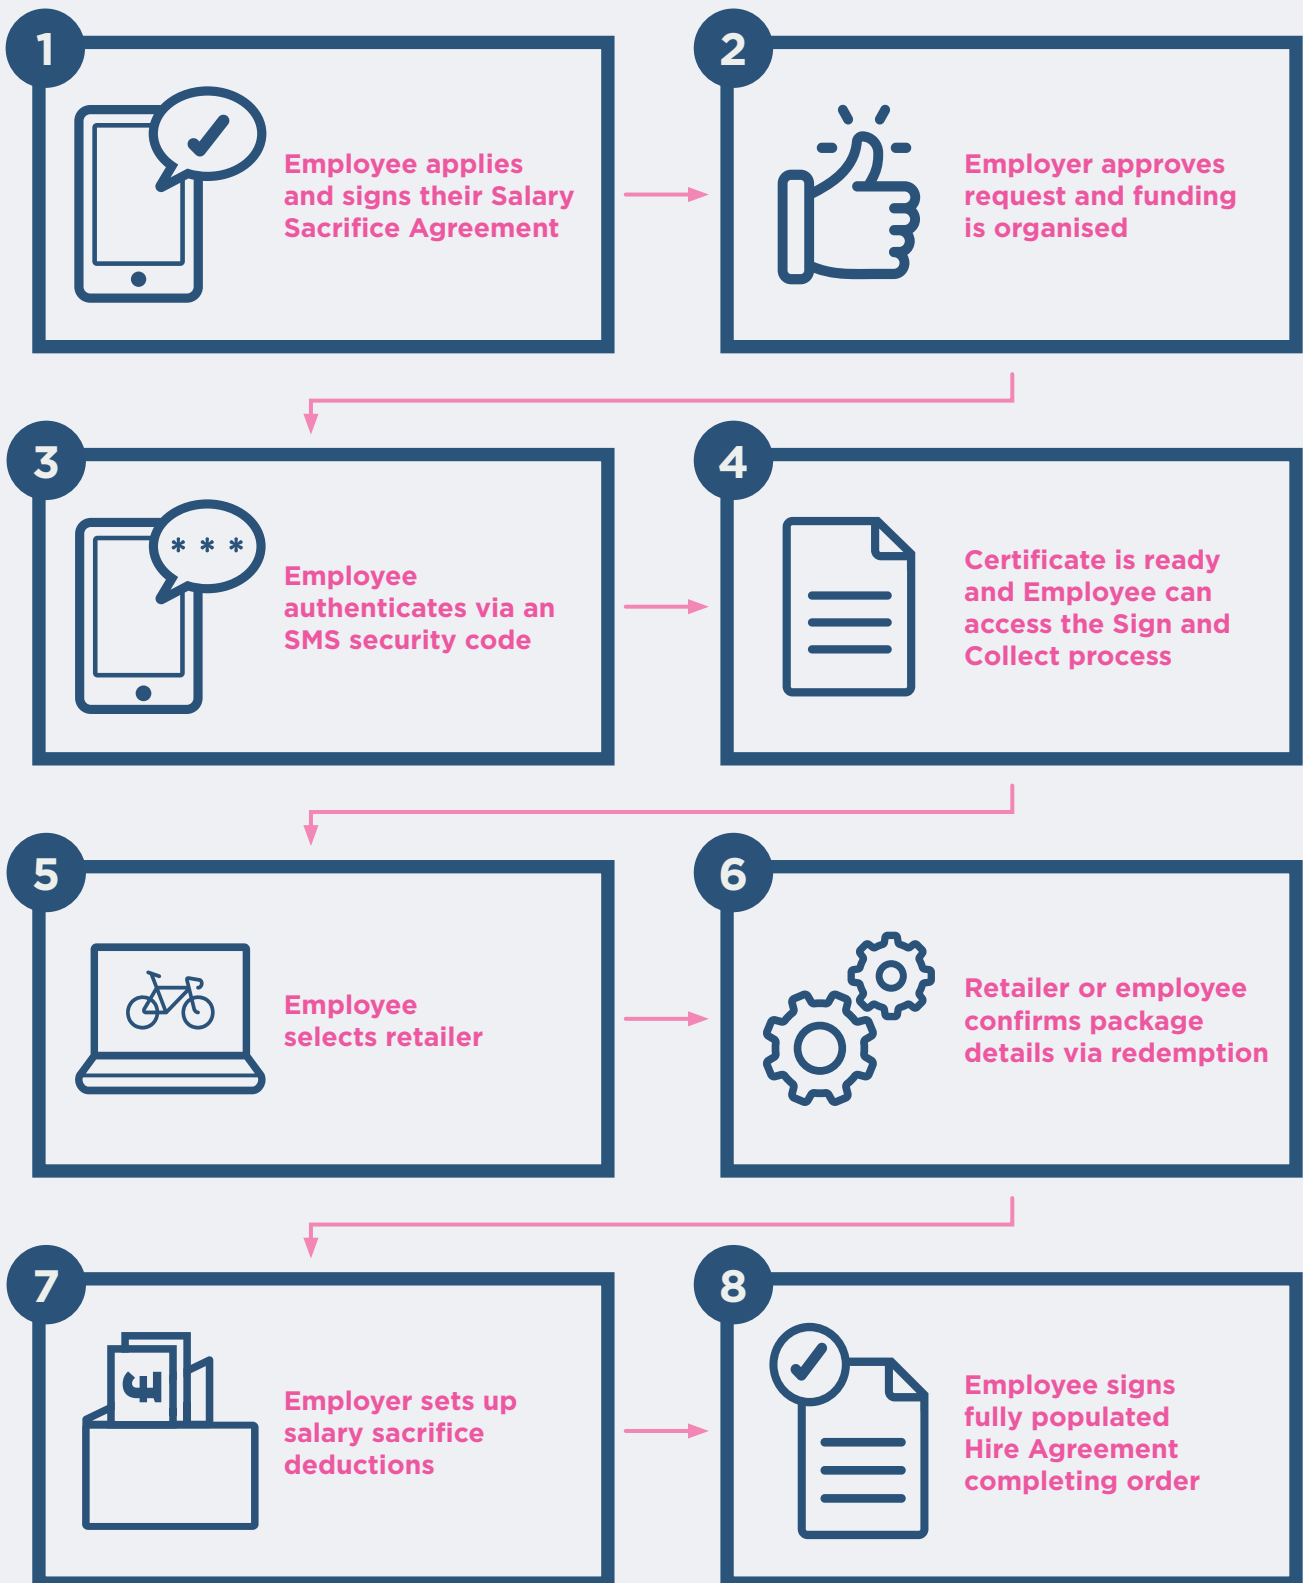 1
Employee applies
and signs their Salary
Sacrifice Agreement
2
Employer approves
request and funding
is organised
3
* * *
Employee
authenticates via an
SMS security code
4
Certificate is ready
and Employee can
access the Sign and
Collect process
5
Employee
selects retailer
6
Retailer or employee
confirms package
details via redemption
7
£
Employer sets up
salary sacrifice
deductions
8
Employee signs
fully populated
Hire Agreement
completing order